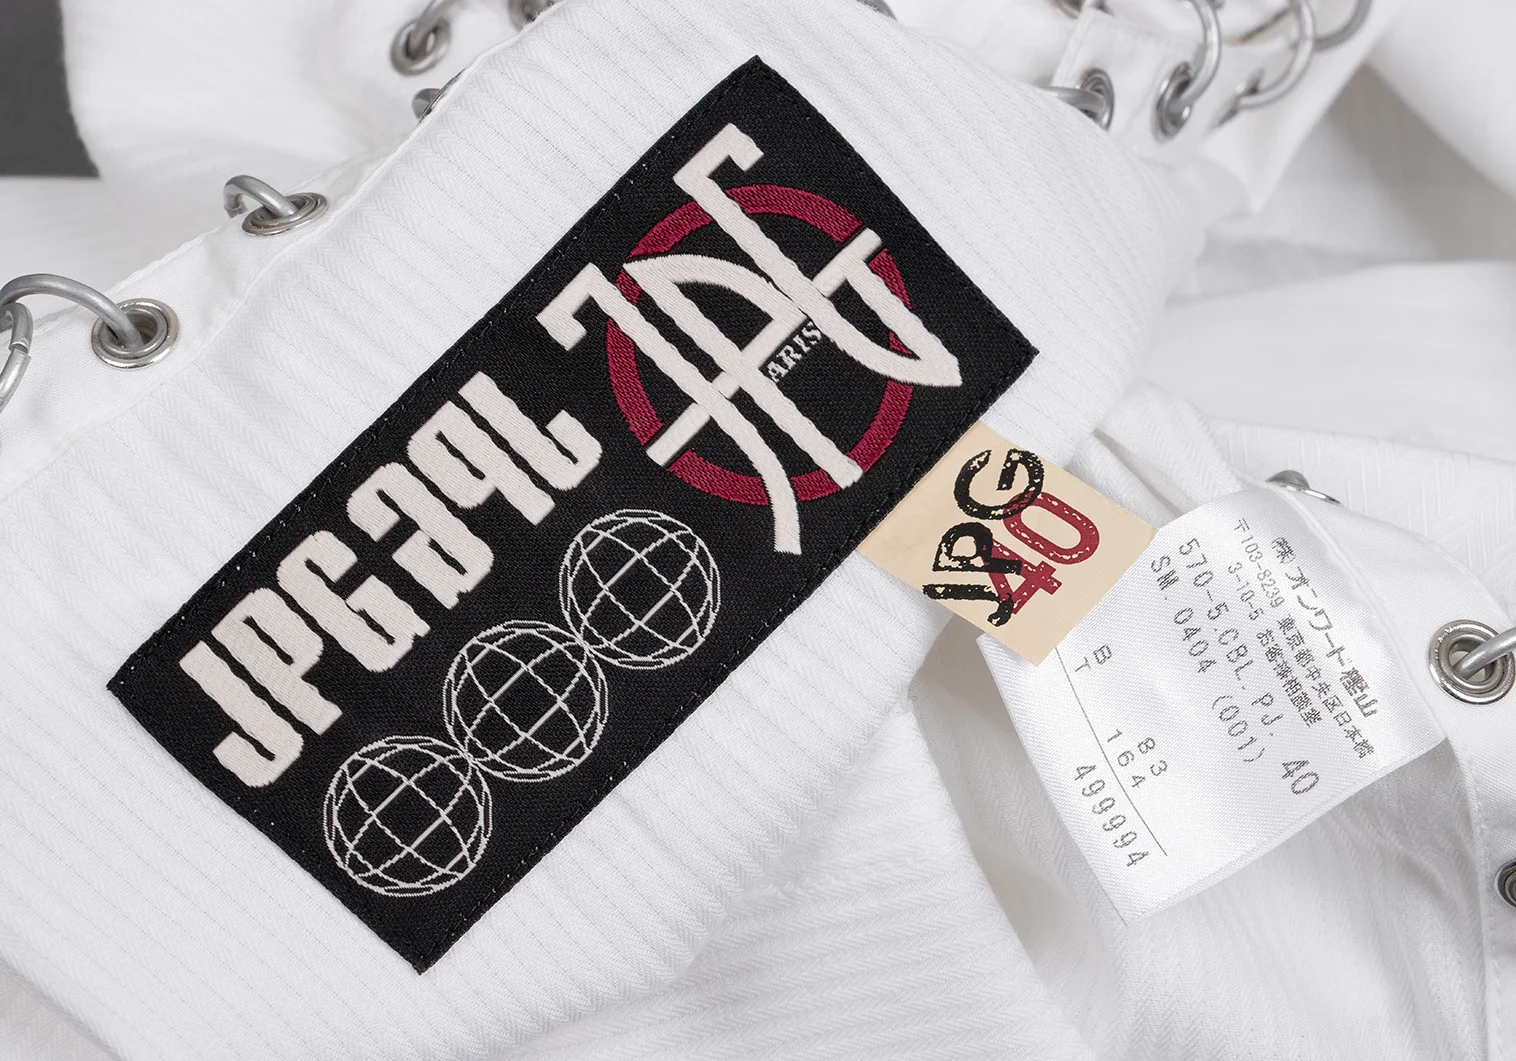 JPG
PARIS
JPGJPG
JPG
40
(株)オンワード樫山
〒103-8239 東京都中央区日本橋
3-10-5 お客様相談室
570-5.CBL. PJ. 40
SM 0404 (001)
B 83
T 164
499994